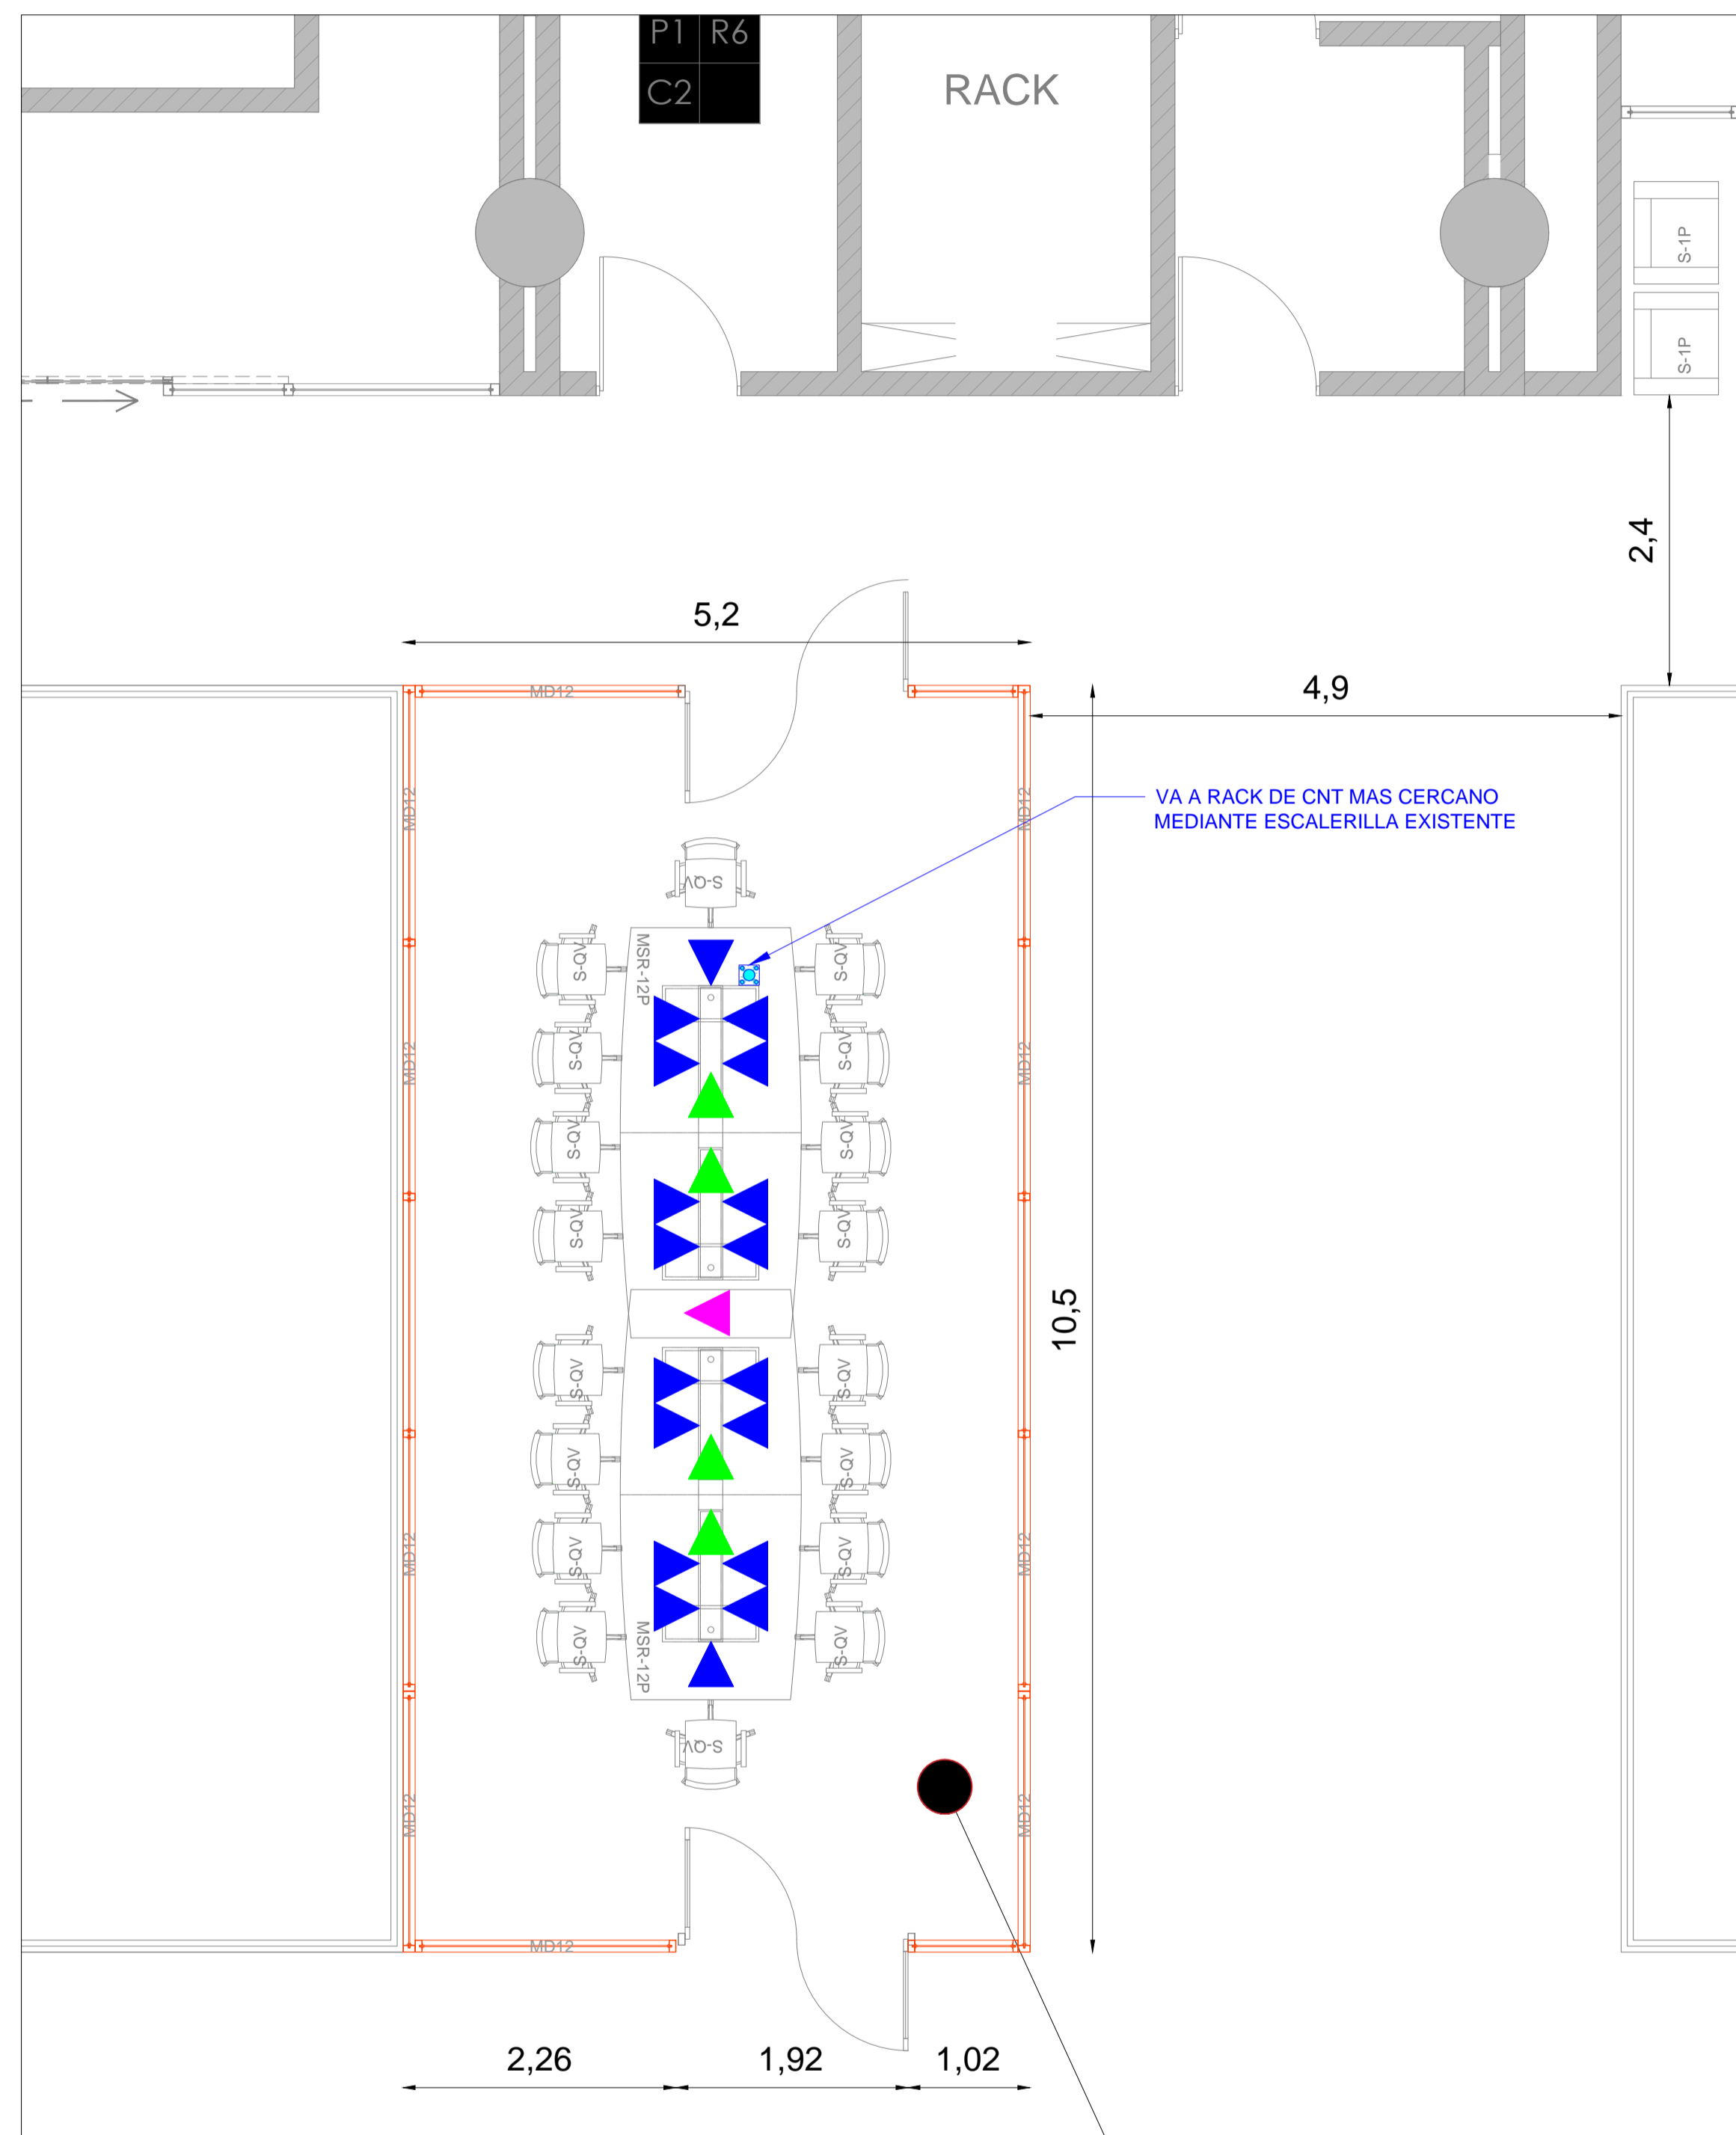 P1 R6
C2
RACK
S-1P
S-1P
2,4
5,2
4,9
MD12
MD12
MD12
VA A RACK DE CNT MAS CERCANO
MEDIANTE ESCALERILLA EXISTENTE
S-QV
MSR-12P
S-QV
S-QV
MD12
S-QV
S-QV
MD12
S-QV
S-QV
S-QV
S-QV
10,5
S-QV
S-QV
S-QV
S-QV
MD12
S-QV
S-QV
MD12
MSR-12P
S-QV
S-QV
S-QV
MD12
MD12
MD12
2,26
1,92
1,02